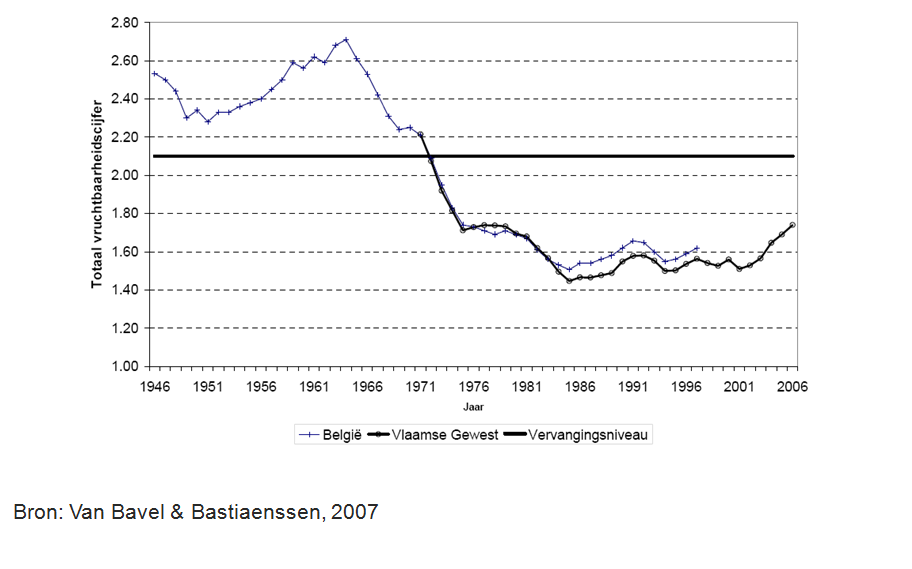 2.80
2.60
2.40
2.20
2.00
1.80
1.60
1.40
1.20
1.00
Totaal vruchtbaarheidscijfer
1946 1951 1956 1961 1966 1971 1976 1981 1986 1991 1996 2001 2006
Jaar
België Vlaamse Gewest Vervangingsniveau
Bron: Van Bavel & Bastiaenssen, 2007